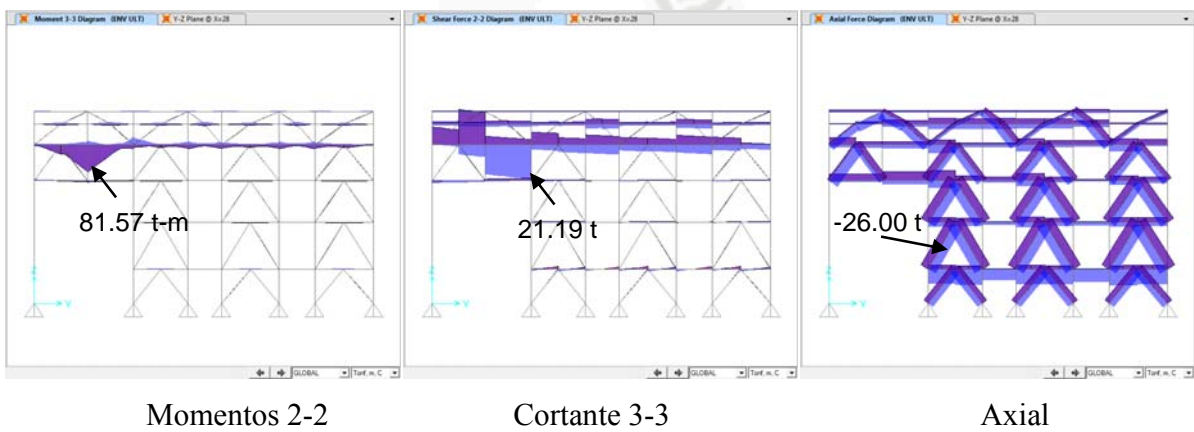 Moment 3-3 Diagram (ENV ULT)
Y-Z Plane @ X=28
Shear Force 2-2 Diagram (ENV ULT)
Y-Z Plane @ X=28
Axial Force Diagram (ENV ULT)
Y-Z Plane @ X=28
81.57 t-m
21.19 t
-26.00 t
Z
Y
Z
Y
Z
Y
GLOBAL
Tonf, m, C
GLOBAL
Tonf, m, C
GLOBAL
Tonf, m, C
Momentos 2-2
Cortante 3-3
Axial